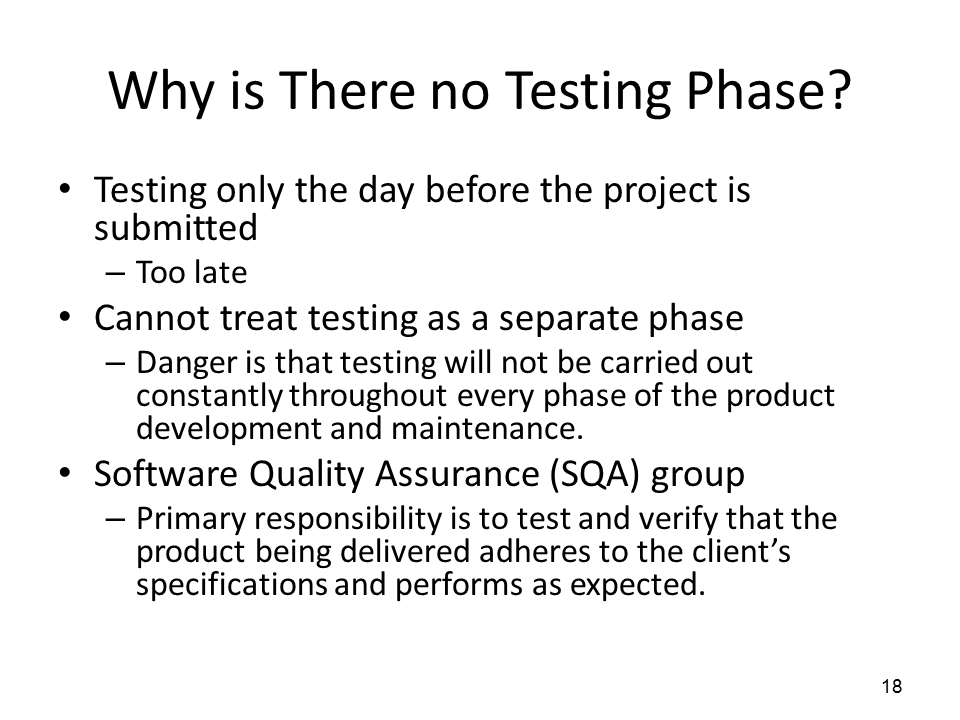 Why is There no Testing Phase?
• Testing only the day before the project is
submitted
– Too late
• Cannot treat testing as a separate phase
– Danger is that testing will not be carried out
constantly throughout every phase of the product
development and maintenance.
• Software Quality Assurance (SQA) group
– Primary responsibility is to test and verify that the
product being delivered adheres to the client’s
specifications and performs as expected.
18